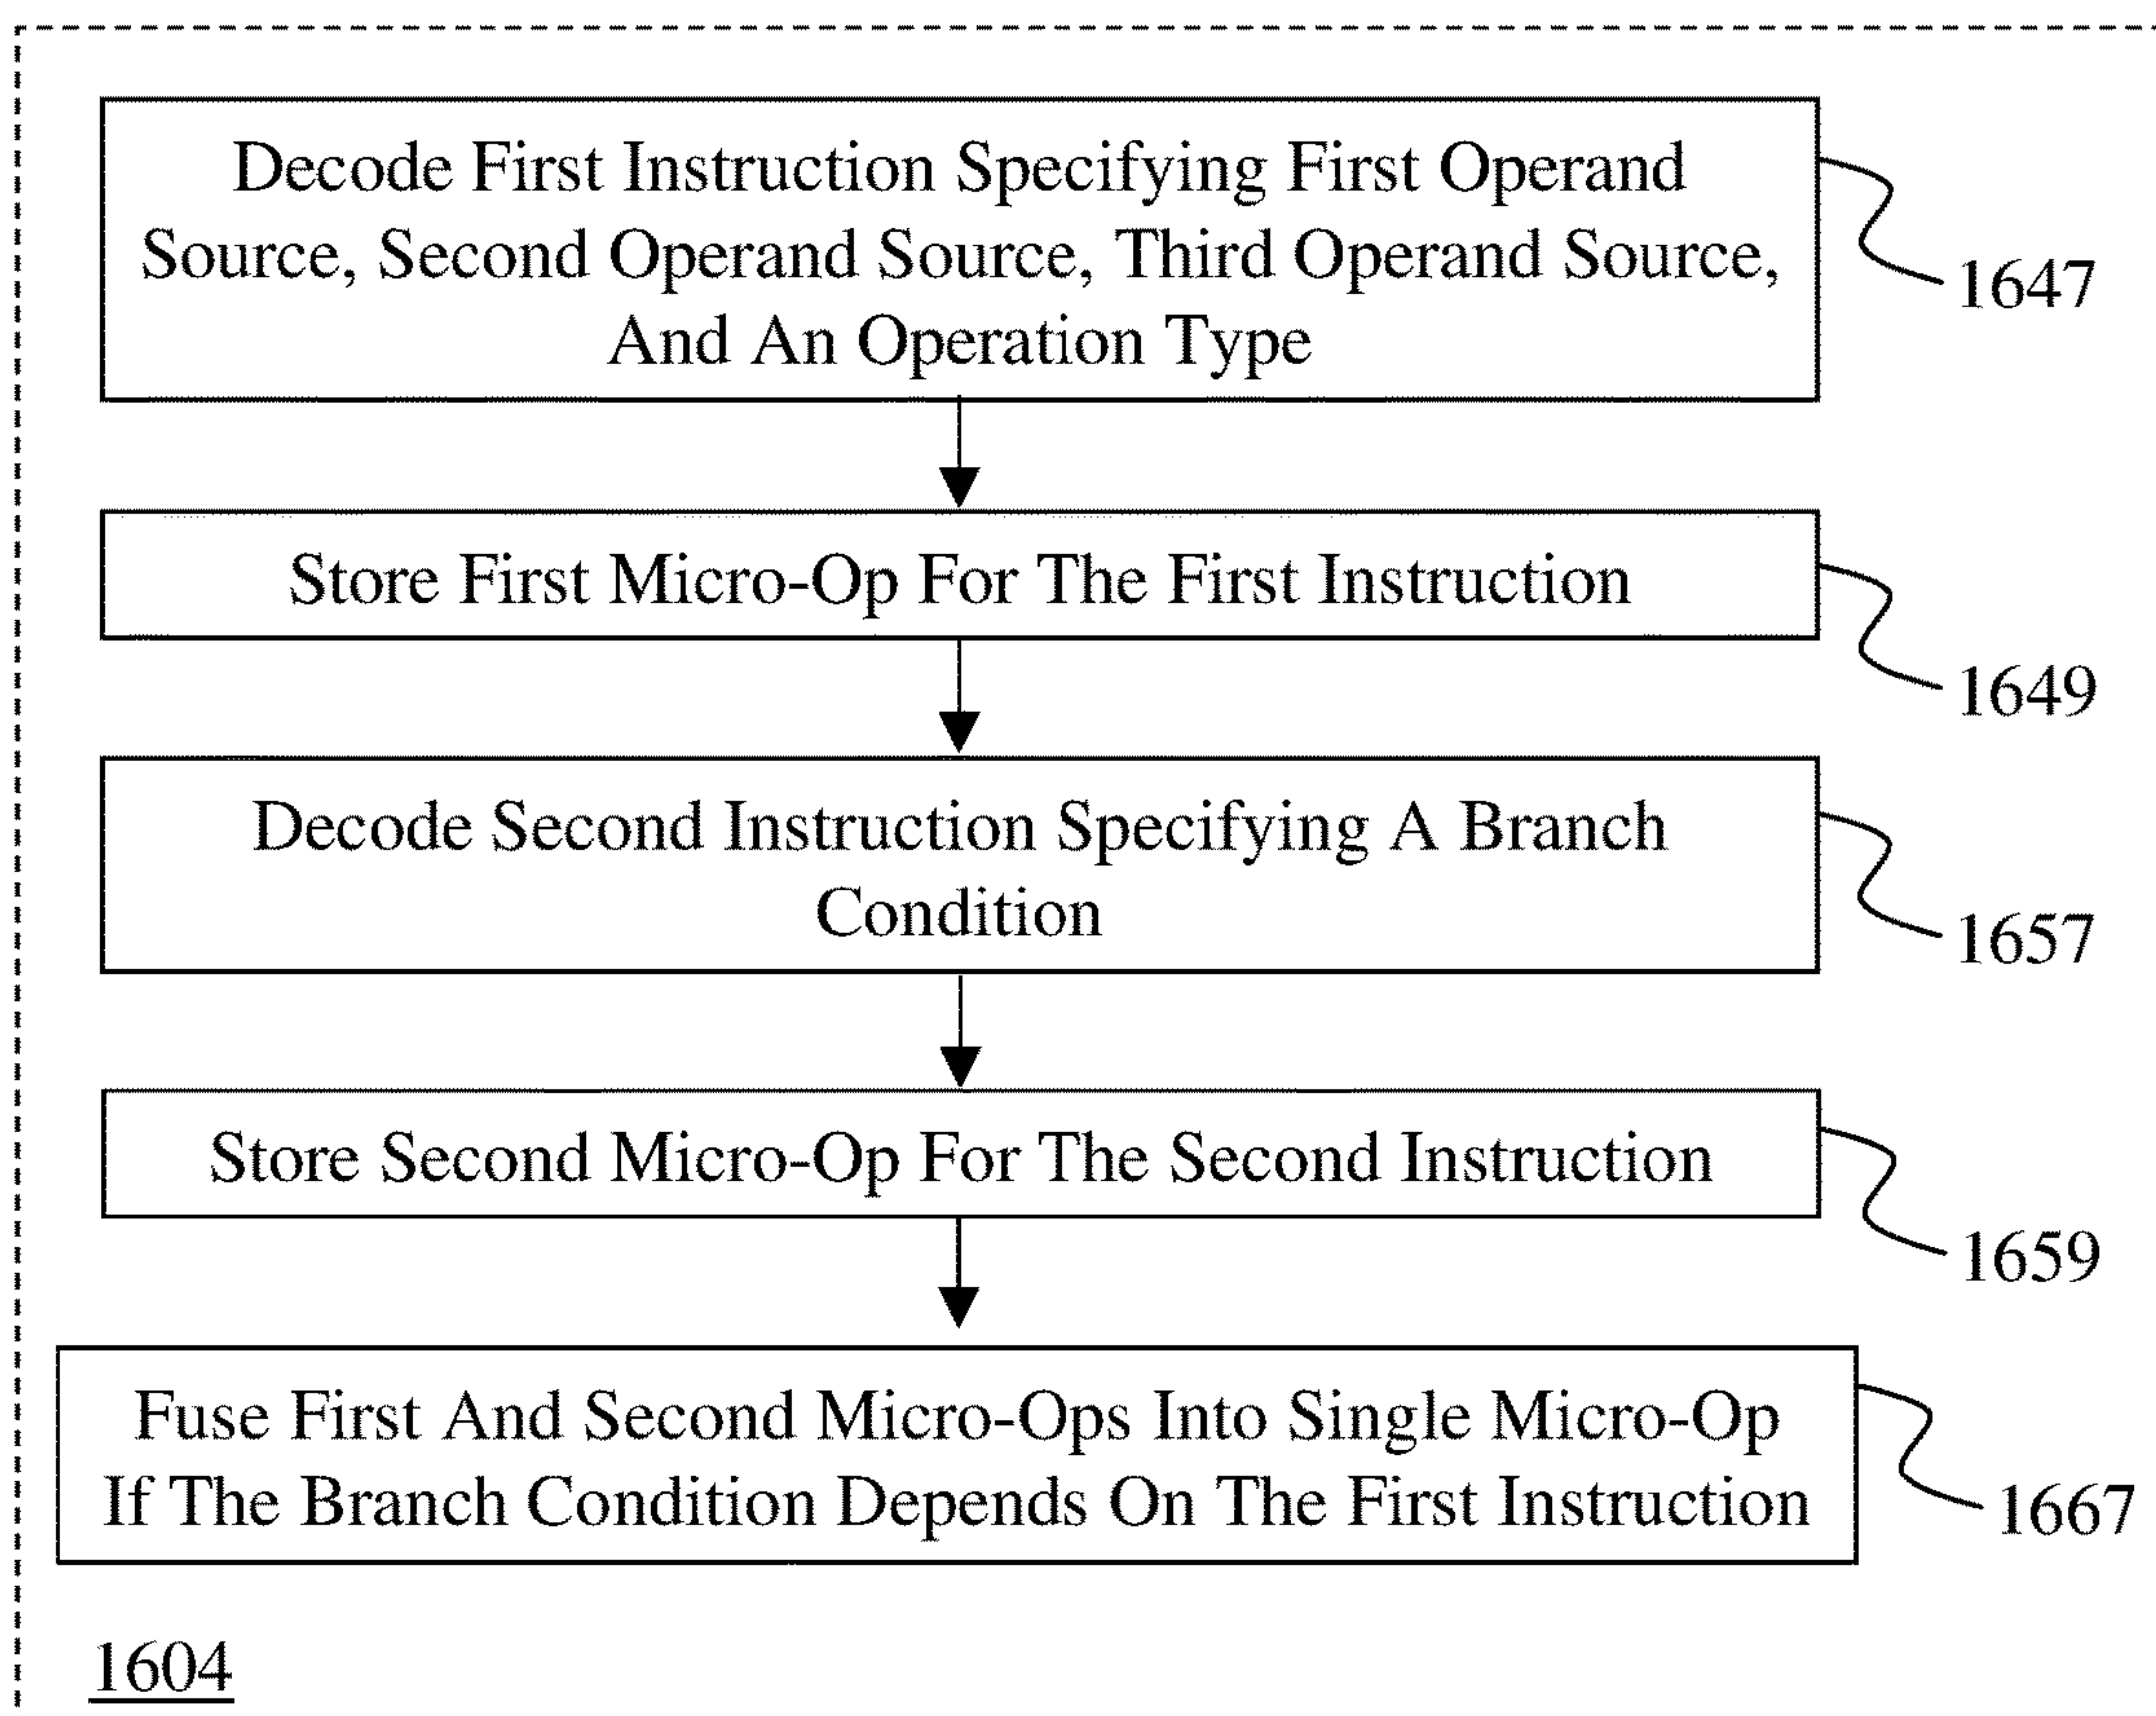 Decode First Instruction Specifying First Operand
Source, Second Operand Source, Third Operand Source,
And An Operation Type
1647
Store First Micro-Op For The First Instruction
1649
Decode Second Instruction Specifying A Branch
Condition
1657
Store Second Micro-Op For The Second Instruction
1659
Fuse First And Second Micro-Ops Into Single Micro-Op
If The Branch Condition Depends On The First Instruction
1667
1604